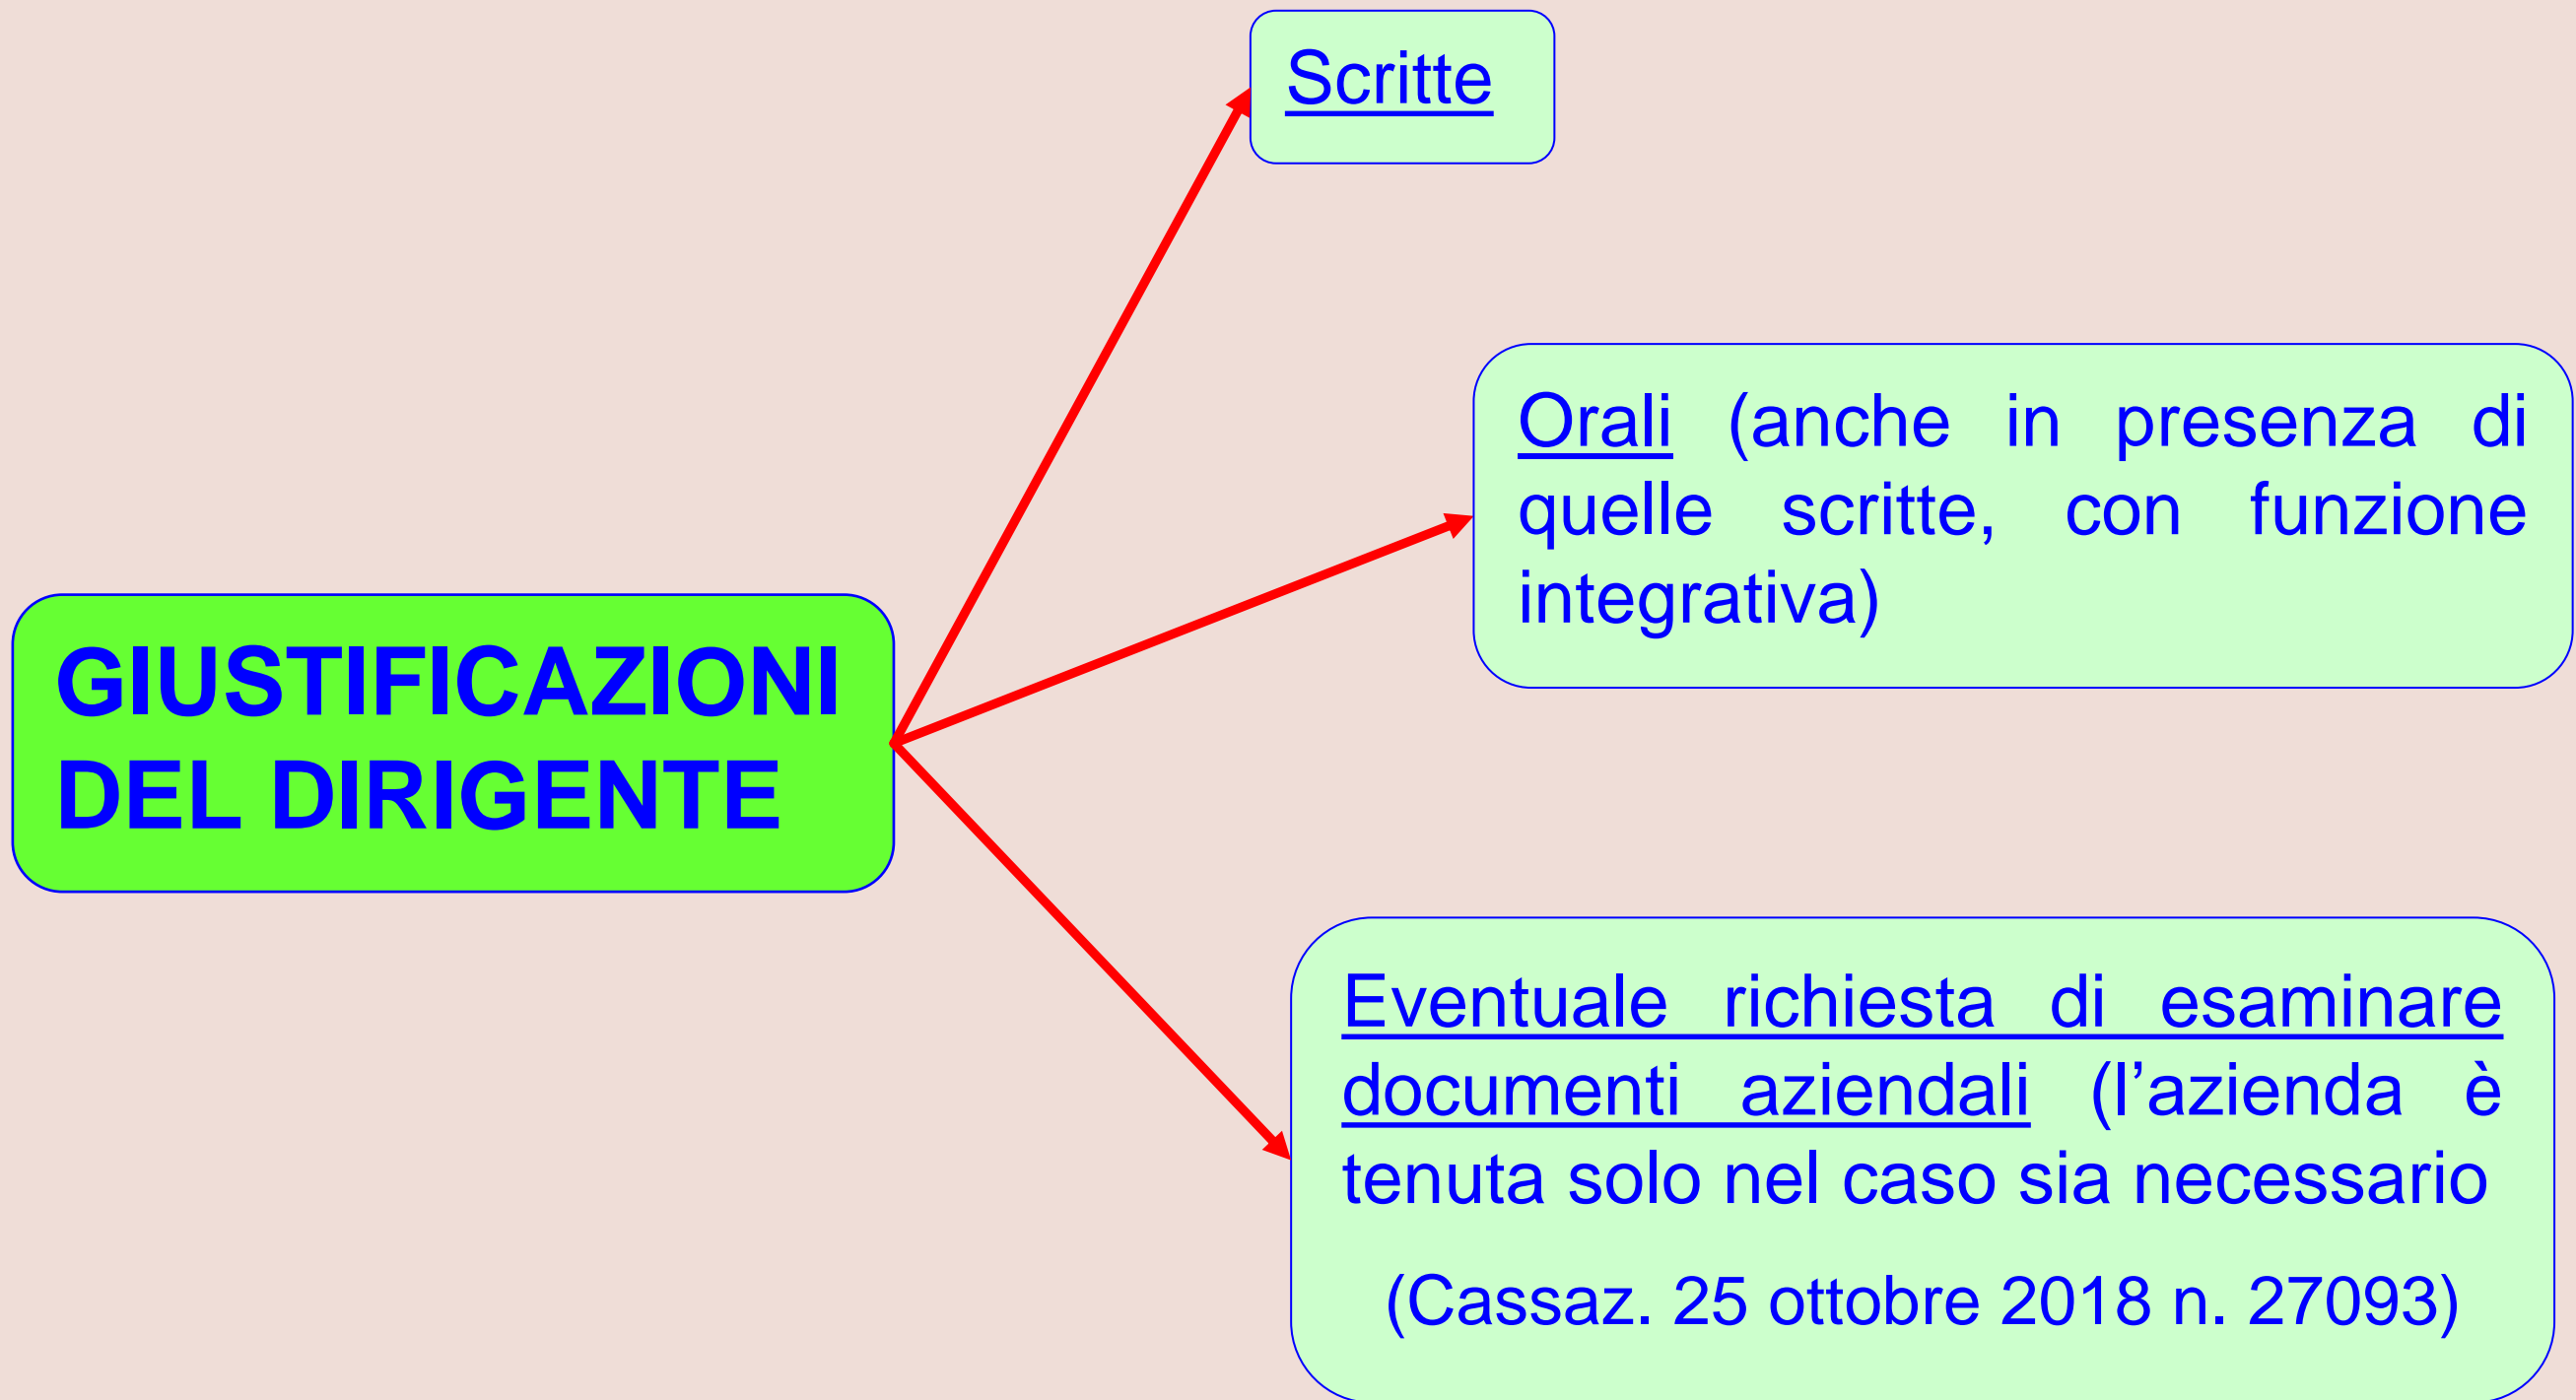 Scritte
Orali (anche in presenza di
quelle scritte, con funzione
integrativa)
GIUSTIFICAZIONI
DEL DIRIGENTE
Eventuale richiesta di esaminare
documenti aziendali (l’azienda è
tenuta solo nel caso sia necessario
(Cassaz. 25 ottobre 2018 n. 27093)